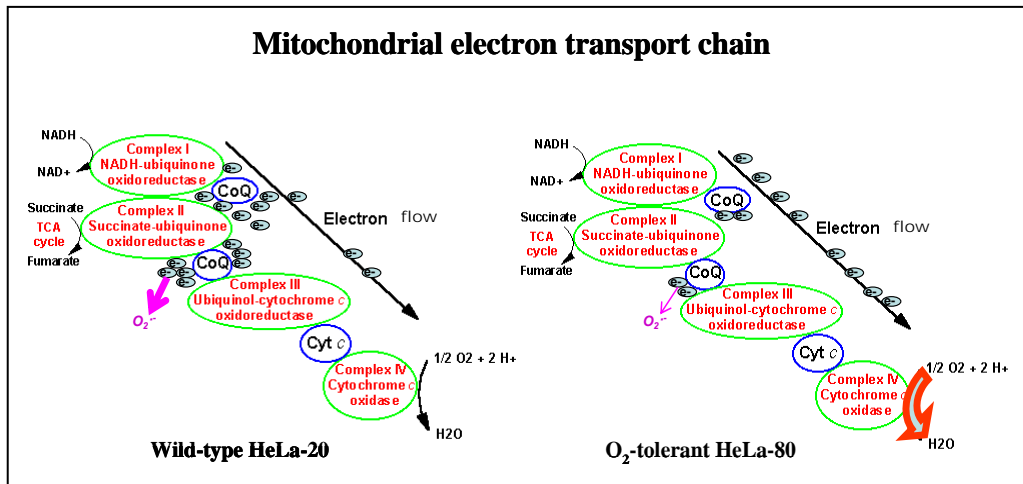 Mitochondrial electron transport chain
NADH
NAD+
Complex I
NADH-ubiquinone
oxidoreductase
e-
CoQ
e- e- e- e-
e- e-
e-
Electron flow
Succinate
TCA
cycle
Fumarate
Complex II
Succinate-ubiquinone
oxidoreductase
e-
e- CoQ e-
e- e- e-
e-
e-
O2·-
Complex III
Ubiquinol-cytochrome c
oxidoreductase
Cyt c
Complex IV
Cytochrome c
oxidase
1/2 O2 + 2 H+
H2O
Wild-type HeLa-20
NADH
NAD+
Complex I
NADH-ubiquinone
oxidoreductase
e-
e-
e-
e-
CoQ
e- e-
Electron flow
Succinate
TCA
cycle
Fumarate
Complex II
Succinate-ubiquinone
oxidoreductase
CoQ
e-
e-
e-
e-
e-
O2·-
Complex III
Ubiquinol-cytochrome c
oxidoreductase
Cyt c
Complex IV
Cytochrome c
oxidase
1/2 O2 + 2 H+
H2O
O2-tolerant HeLa-80